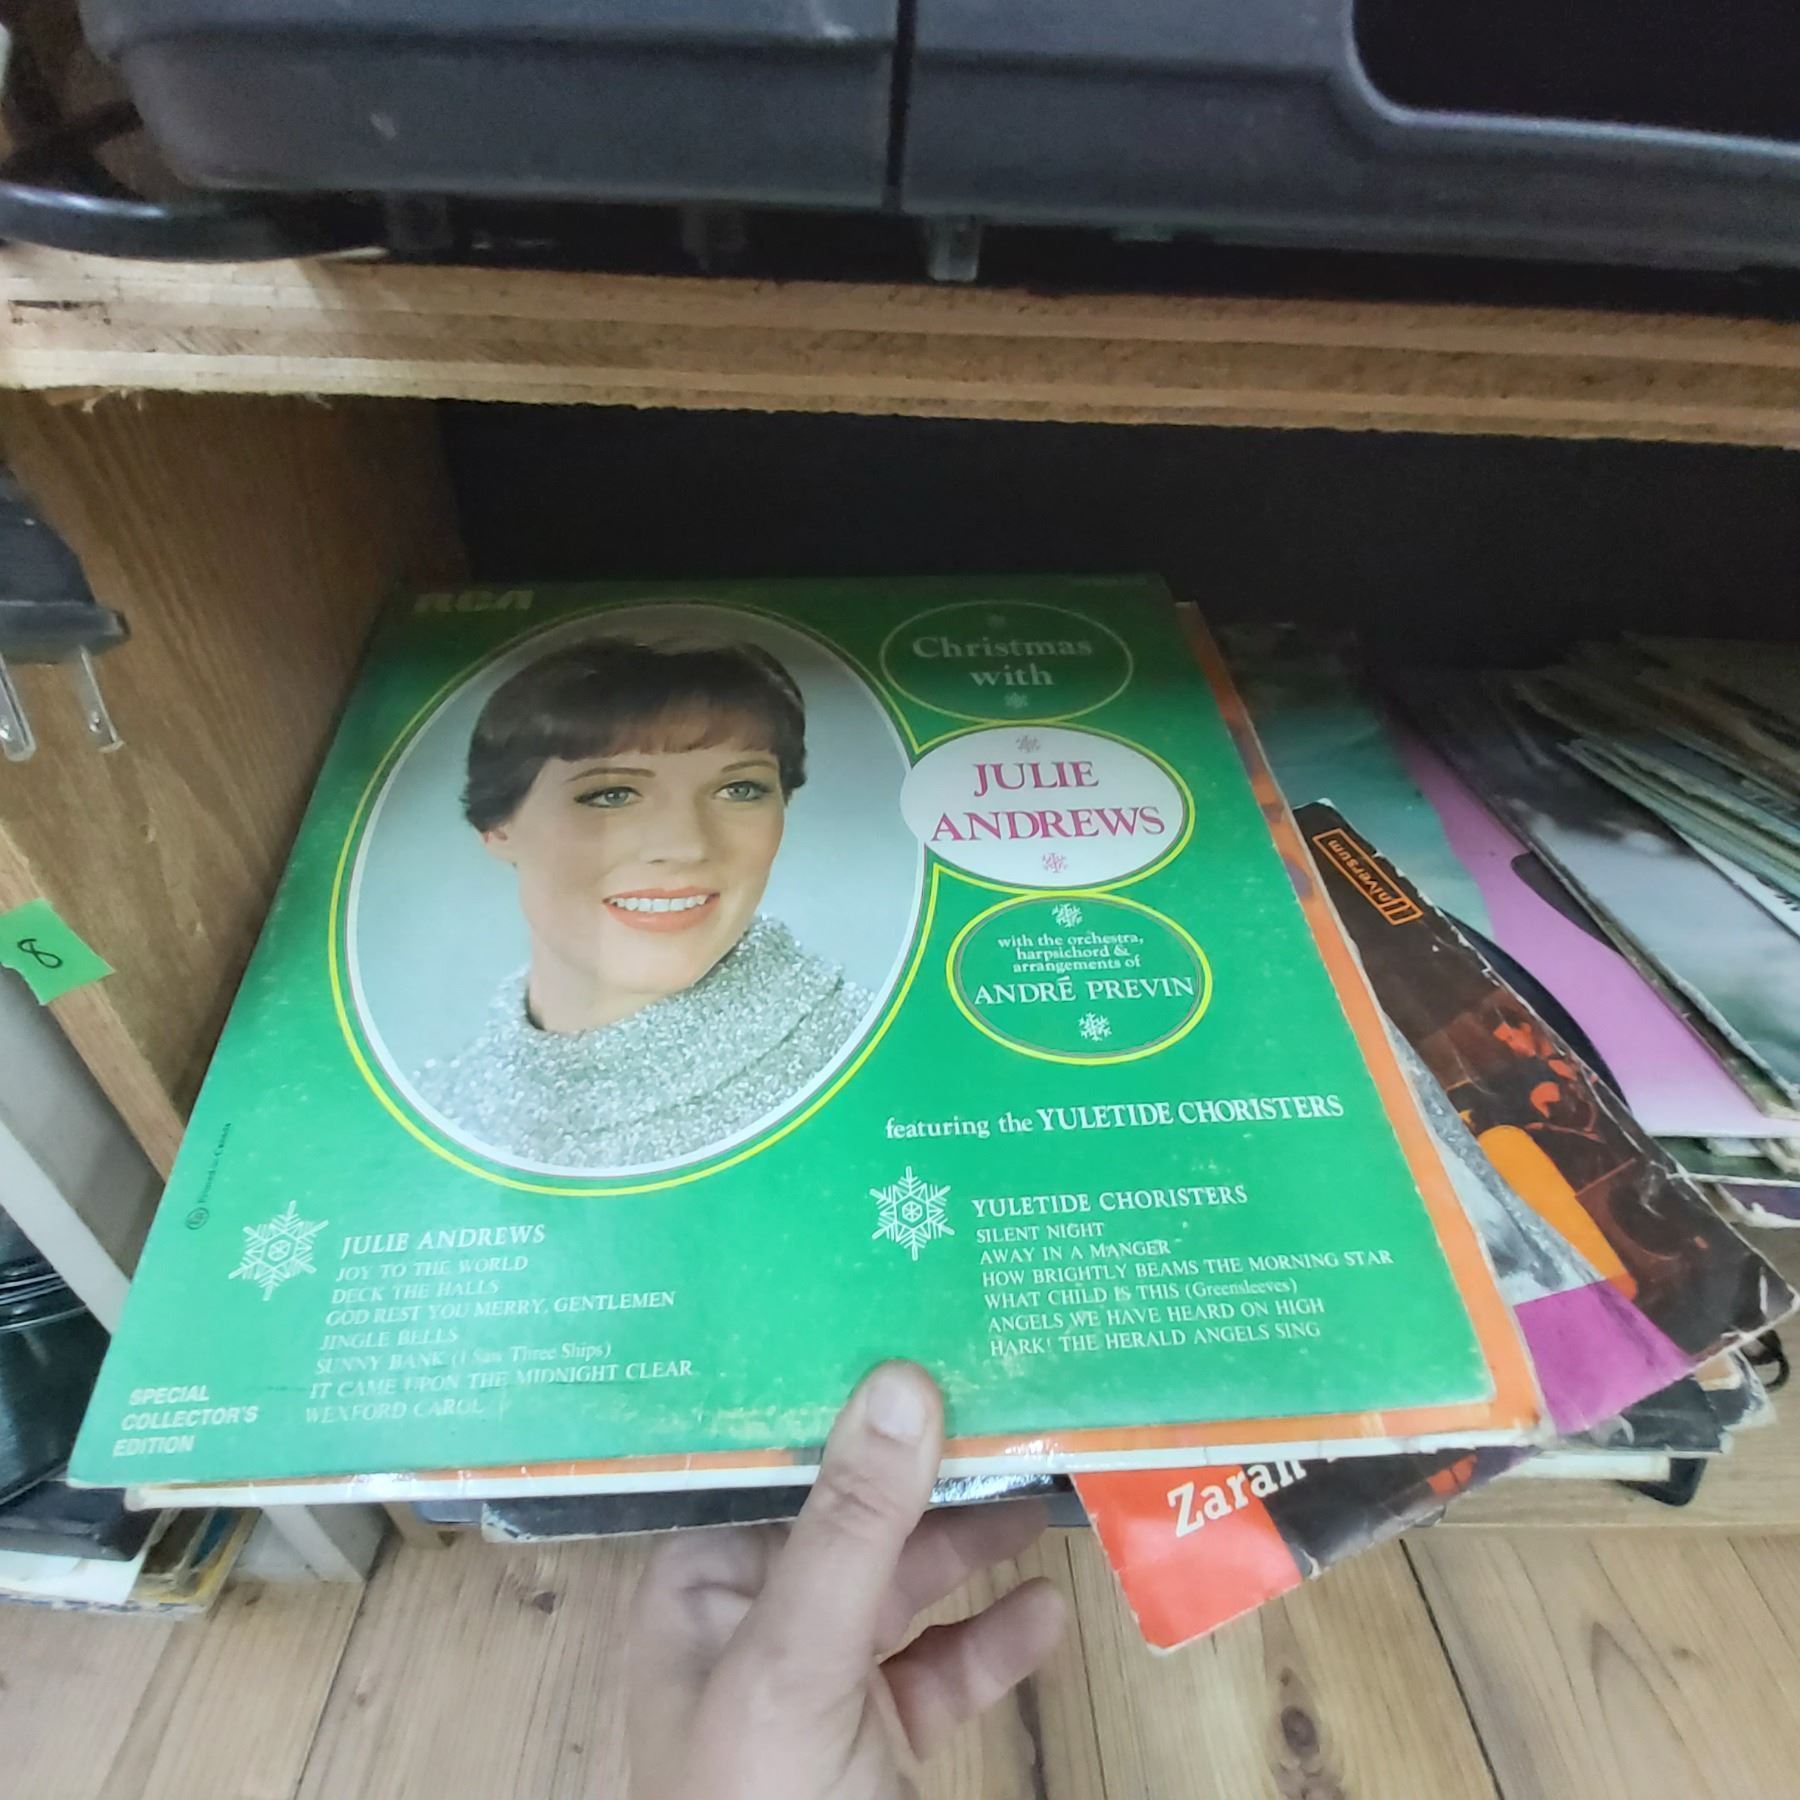 RCA
Christmas
with
JULIE
ANDREWS
with the orchestra,
harpsichord &
arrangements of
ANDRÉ PREVIN
featuring the YULETIDE CHORISTERS
JULIE ANDREWS
JOY TO THE WORLD
DECK THE HALLS
GOD REST YOU MERRY, GENTLEMEN
JINGLE BELLS
SUNNY BANK (I Saw Three Ships)
IT CAME UPON THE MIDNIGHT CLEAR
WEXFORD CAROL
YULETIDE CHORISTERS
SILENT NIGHT
AWAY IN A MANGER
HOW BRIGHTLY BEAMS THE MORNING STAR
WHAT CHILD IS THIS (Greensleeves)
ANGELS WE HAVE HEARD ON HIGH
HARK! THE HERALD ANGELS SING
SPECIAL
COLLECTOR'S
EDITION
8
Universum
Zarah